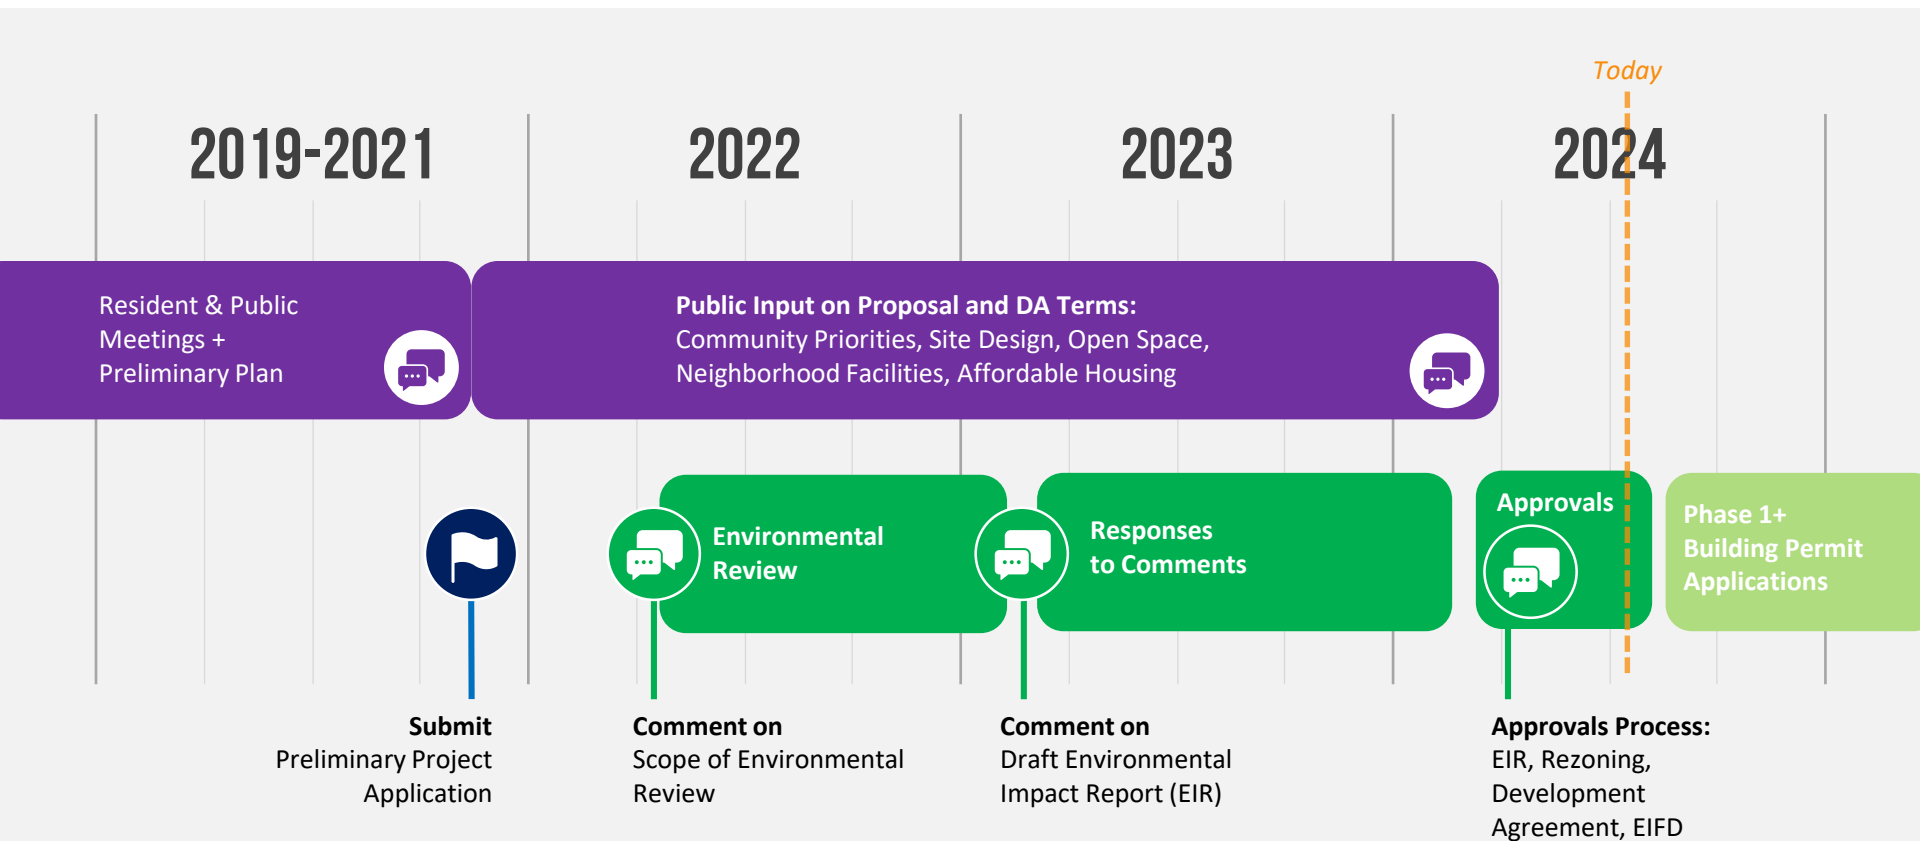 Today
2019-2021
2022
2023
2024
Resident & Public
Meetings +
Preliminary Plan
Public Input on Proposal and DA Terms:
Community Priorities, Site Design, Open Space,
Neighborhood Facilities, Affordable Housing
Environmental
Review
Responses
to Comments
Approvals
Phase 1+
Building Permit
Applications
Submit
Preliminary Project
Application
Comment on
Scope of Environmental
Review
Comment on
Draft Environmental
Impact Report (EIR)
Approvals Process:
EIR, Rezoning,
Development
Agreement, EIFD